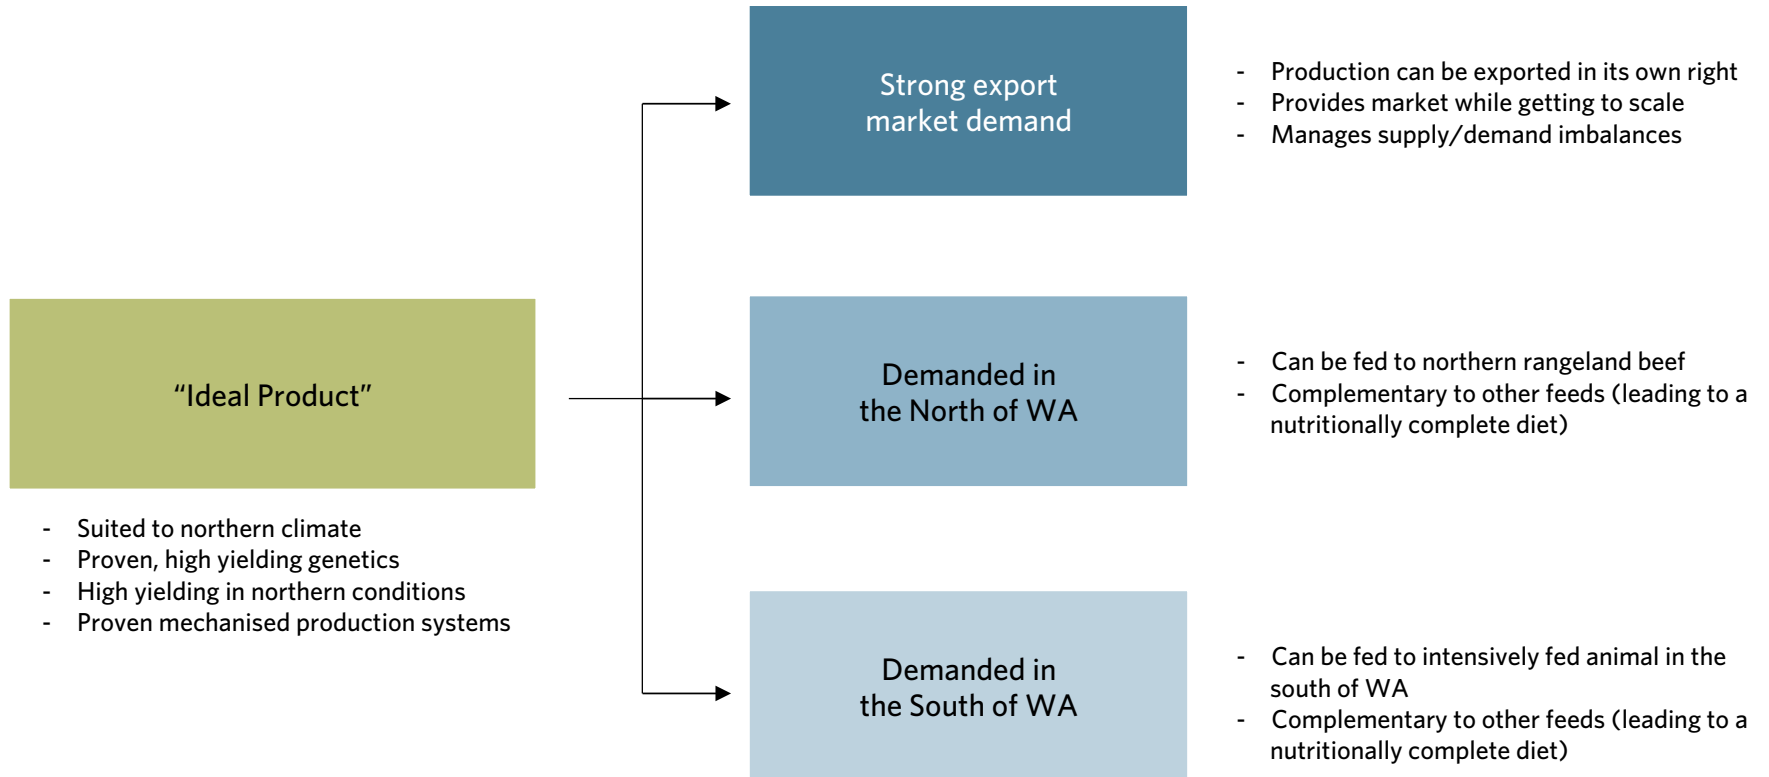 Strong export
market demand
- Production can be exported in its own right
- Provides market while getting to scale
- Manages supply/demand imbalances
“Ideal Product”
- Suited to northern climate
- Proven, high yielding genetics
- High yielding in northern conditions
- Proven mechanised production systems
Demanded in
the North of WA
- Can be fed to northern rangeland beef
- Complementary to other feeds (leading to a
nutritionally complete diet)
Demanded in
the South of WA
- Can be fed to intensively fed animal in the
south of WA
- Complementary to other feeds (leading to a
nutritionally complete diet)